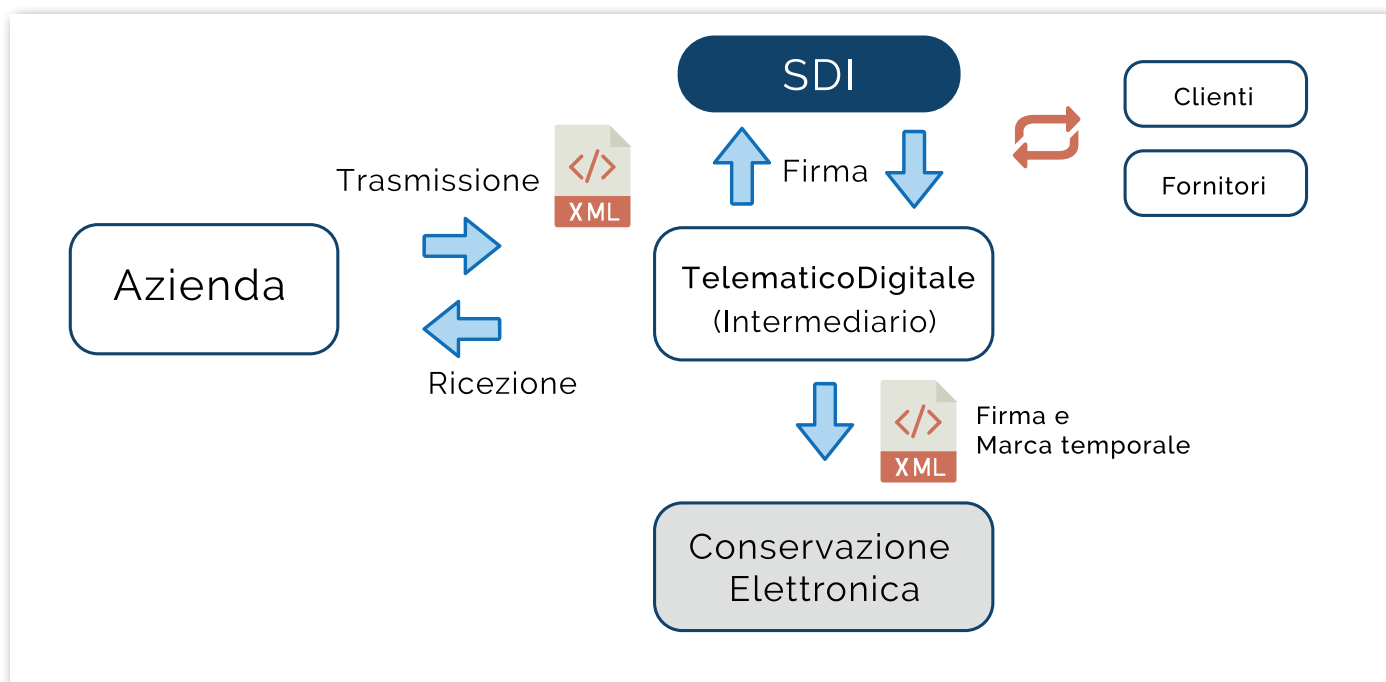 SDI
Clienti
Fornitori
Firma
Trasmissione
</>
XML
Azienda
TelematicoDigitale
(Intermediario)
Ricezione
</>
XML
Firma e
Marca temporale
Conservazione
Elettronica